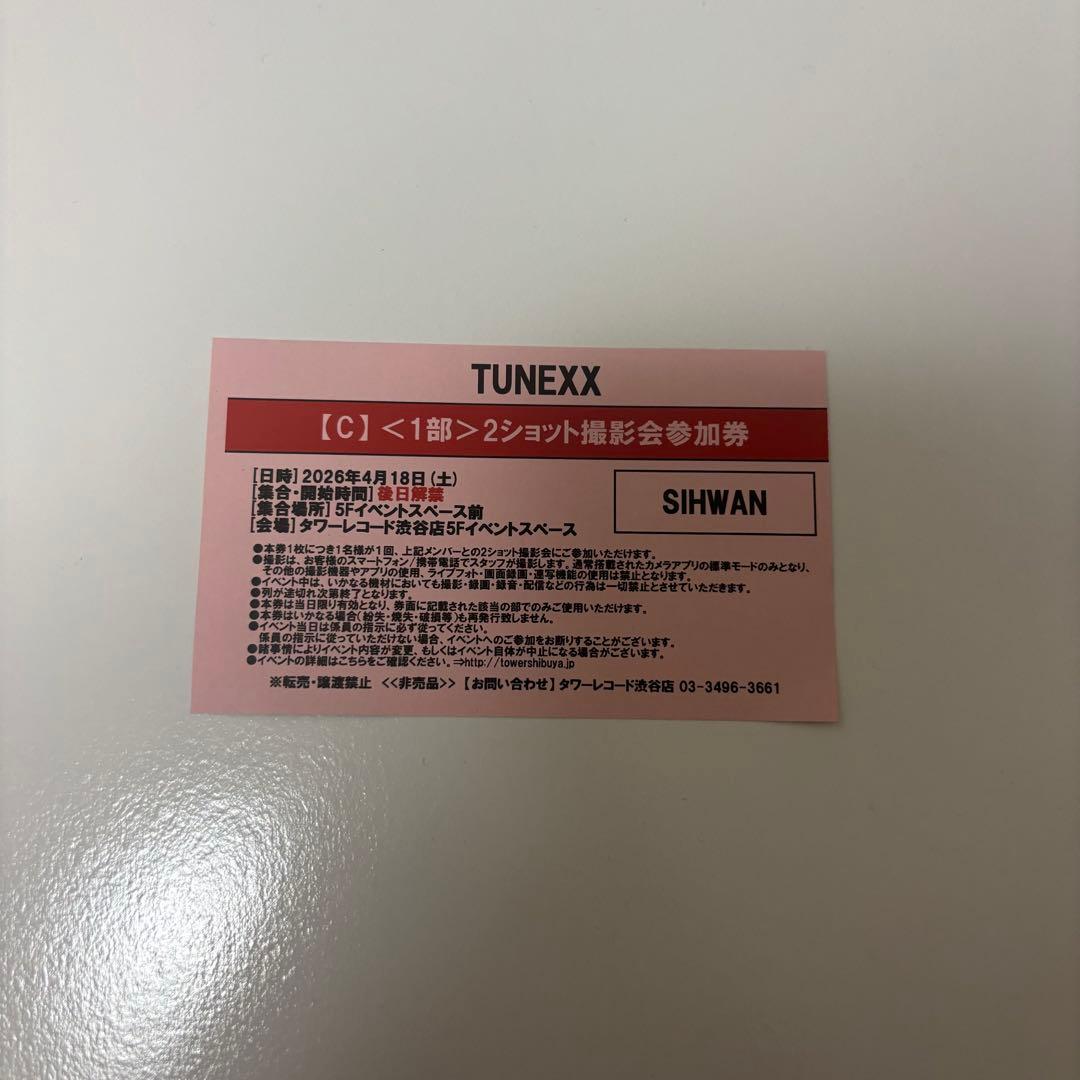 TUNEXX
【C】＜1部＞2ショット撮影会参加券
[日時] 2026年4月18日(土)
[集合・開始時間] 後日解禁
[集合場所] 5Fイベントスペース前
[会場] タワーレコード渋谷店5Fイベントスペース
SIHWAN
●本券1枚につき1名様が1回、上記メンバーとの2ショット撮影会にご参加いただけます。
●撮影は、お客様のスマートフォン/携帯電話でスタッフが撮影します。通常搭載されたカメラアプリの標準モードのみとなり、
その他の撮影機器やアプリの使用、ライブフォト・画面録画・連写機能の使用は禁止となります。
●イベント中は、いかなる機材においても撮影・録画・録音・配信などの行為は一切禁止とさせていただきます。
●列が途切れ次第終了となります。
●本券は当日限り有効となり、券面に記載された該当の部でのみご使用いただけます。
●本券はいかなる場合(紛失・焼失・破損等)も再発行致しません。
●イベント当日は係員の指示に必ず従ってください。
係員の指示に従っていただけない場合、イベントへのご参加をお断りすることがございます。
●諸事情によりイベント内容が変更、もしくはイベント自体が中止になる場合がございます。
●イベントの詳細はこちらをご確認ください。⇒http://towershibuya.jp
※転売・譲渡禁止 <<非売品>> 【お問い合わせ】タワーレコード渋谷店 03-3496-3661